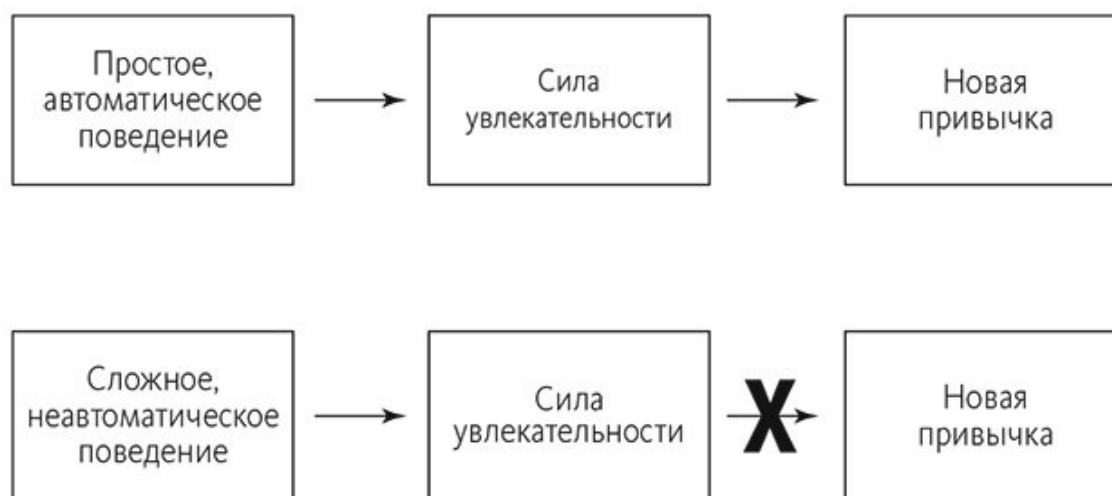 Простое,
автоматическое
поведение
Сила
увлекательности
Новая
привычка
Сложное,
неавтоматическое
поведение
Сила
увлекательности
X
Новая
привычка